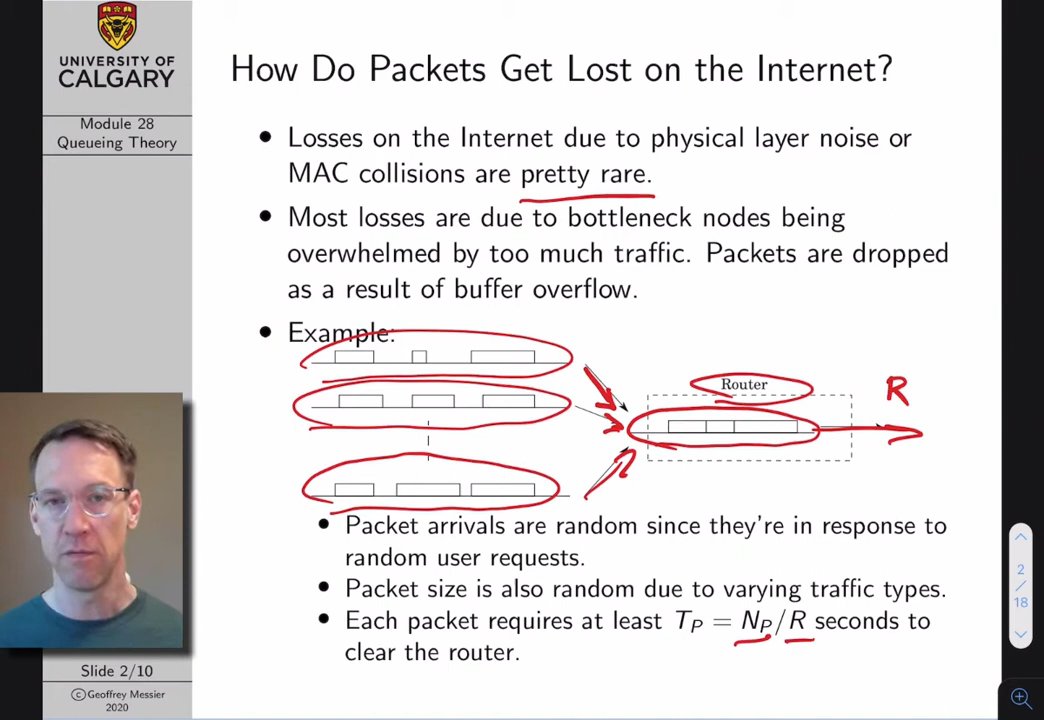 UNIVERSITY OF
CALGARY
Module 28
Queueing Theory
How Do Packets Get Lost on the Internet?
• Losses on the Internet due to physical layer noise or
MAC collisions are pretty rare.
• Most losses are due to bottleneck nodes being
overwhelmed by too much traffic. Packets are dropped
as a result of buffer overflow.
• Example:
Router
R
• Packet arrivals are random since they're in response to
random user requests.
• Packet size is also random due to varying traffic types.
• Each packet requires at least T_P = N_P/R seconds to
clear the router.
Slide 2/10
©Geoffrey Messier
2020
2
/
18